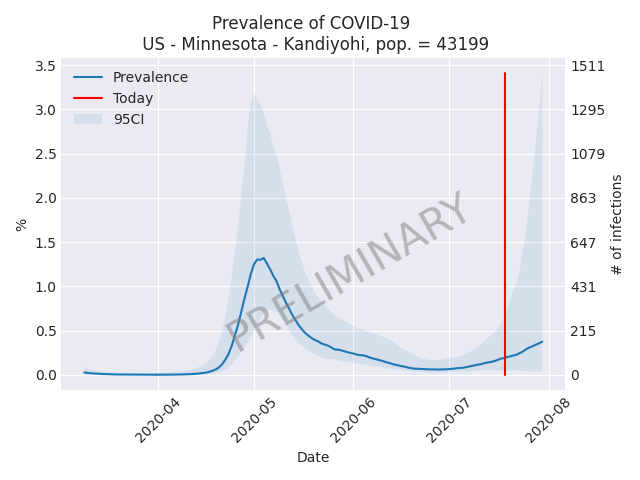 Prevalence of COVID-19
US - Minnesota - Kandiyohi, pop. = 43199
Prevalence
Today
95CI
3.5
3.0
2.5
2.0
1.5
1.0
0.5
0.0
%
1511
1295
1079
863
647
431
215
0
# of infections
PRELIMINARY
2020-04
2020-05
2020-06
2020-07
2020-08
Date